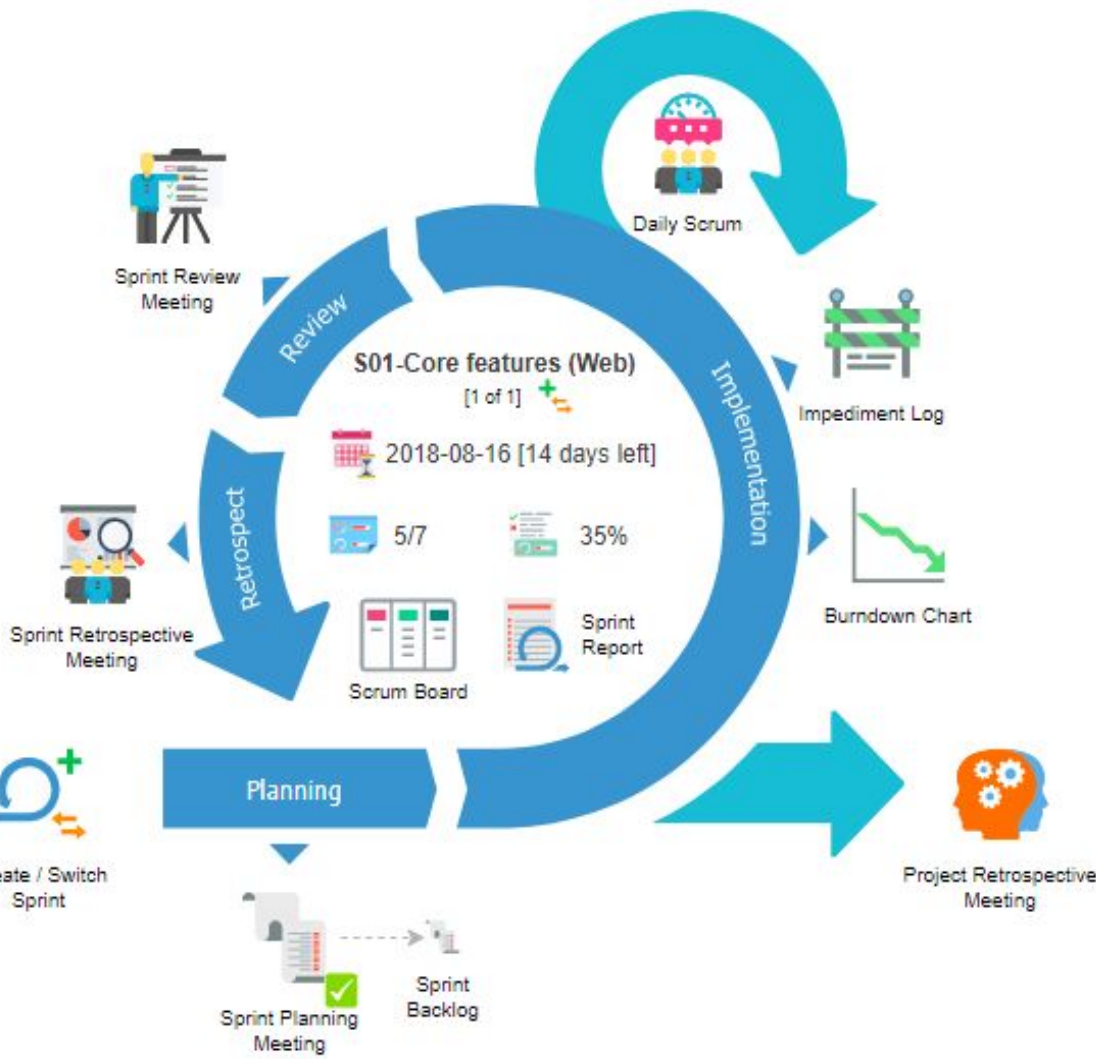 Daily Scrum
Sprint Review
Meeting
Review
S01-Core features (Web)
[1 of 1]
Implementation
Impediment Log
2018-08-16 [14 days left]
Retrospect
5/7
35%
Sprint Retrospective
Meeting
Burndown Chart
Scrum Board
Sprint
Report
Planning
eate / Switch
Sprint
Project Retrospective
Meeting
Sprint Planning
Meeting
Sprint
Backlog